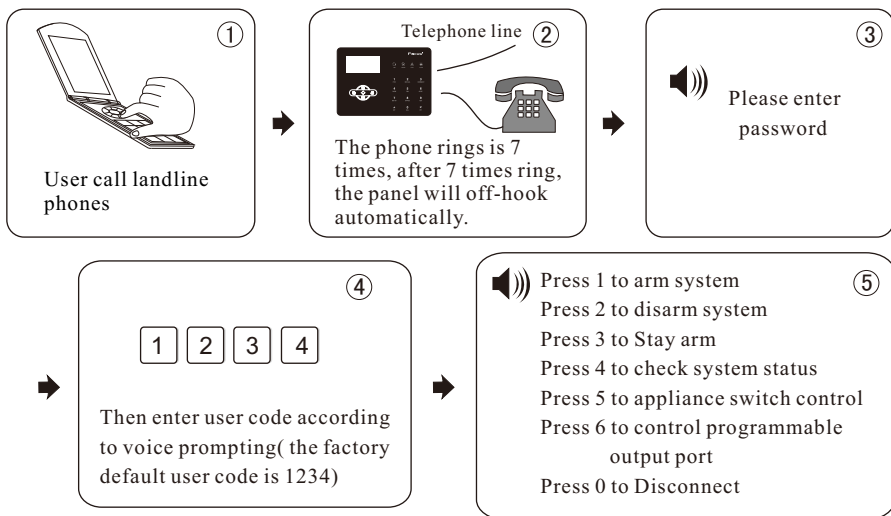 ①
User call landline
phones
Telephone line ②
The phone rings is 7
times, after 7 times ring,
the panel will off-hook
automatically.
③
Please enter
password
④
1 2 3 4
Then enter user code according
to voice prompting( the factory
default user code is 1234)
⑤
Press 1 to arm system
Press 2 to disarm system
Press 3 to Stay arm
Press 4 to check system status
Press 5 to appliance switch control
Press 6 to control programmable
output port
Press 0 to Disconnect